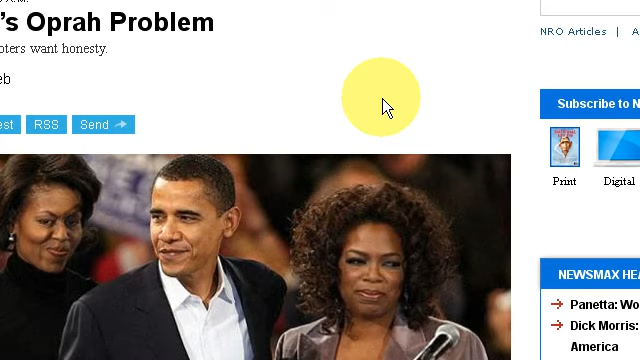 's Oprah Problem
oters want honesty.
eb
est
RSS
Send
NRO Articles | A
Subscribe to N
Print
Digital
NEWSMAX HEA
Panetta: Wo
Dick Morris:
America